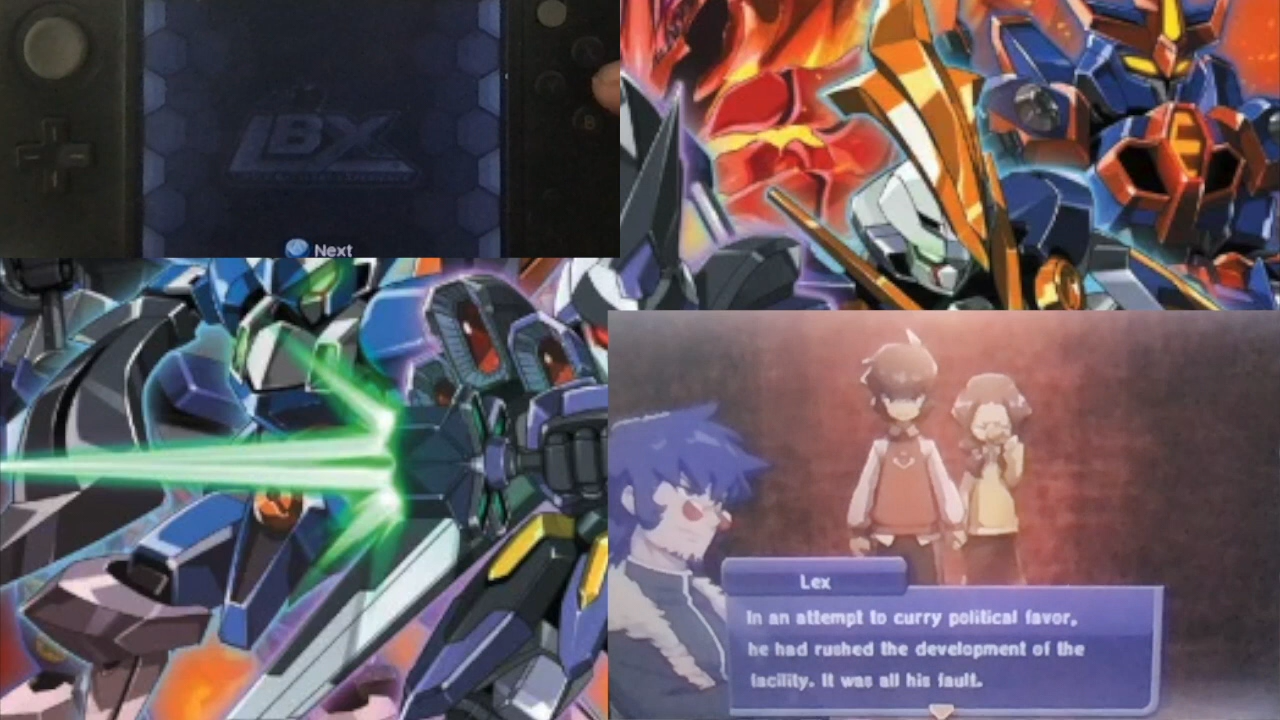 LBX
Next
Lex
In an attempt to curry political favor,
he had rushed the development of the
facility. It was all his fault.